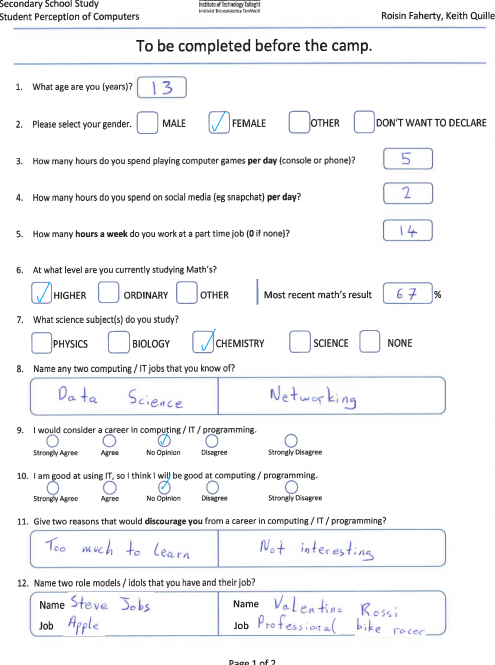 Secondary School Study
Institute of Technology Tallaght
Student Perception of Computers
Roisin Faherty, Keith Quille
To be completed before the camp.
1. What age are you (years)? 13
2. Please select your gender. MALE FEMALE OTHER DON'T WANT TO DECLARE
3. How many hours do you spend playing computer games per day (console or phone)? 5
4. How many hours do you spend on social media (eg snapchat) per day? 2
5. How many hours a week do you work at a part time job (0 if none)? 14
6. At what level are you currently studying Math's?
HIGHER ORDINARY OTHER Most recent math's result 67 %
7. What science subject(s) do you study?
PHYSICS BIOLOGY CHEMISTRY SCIENCE NONE
8. Name any two computing / IT jobs that you know of?
Data Science Networking
9. I would consider a career in computing / IT / programming.
Strongly Agree Agree No Opinion Disagree Strongly Disagree
10. I am good at using IT, so I think I will be good at computing / programming.
Strongly Agree Agree No Opinion Disagree Strongly Disagree
11. Give two reasons that would discourage you from a career in computing / IT / programming?
Too much to learn Not interesting
12. Name two role models / idols that you have and their job?
Name Steve Jobs Name Valentino Rossi
Job Apple Job Professional bike racer
Page 1 of 2